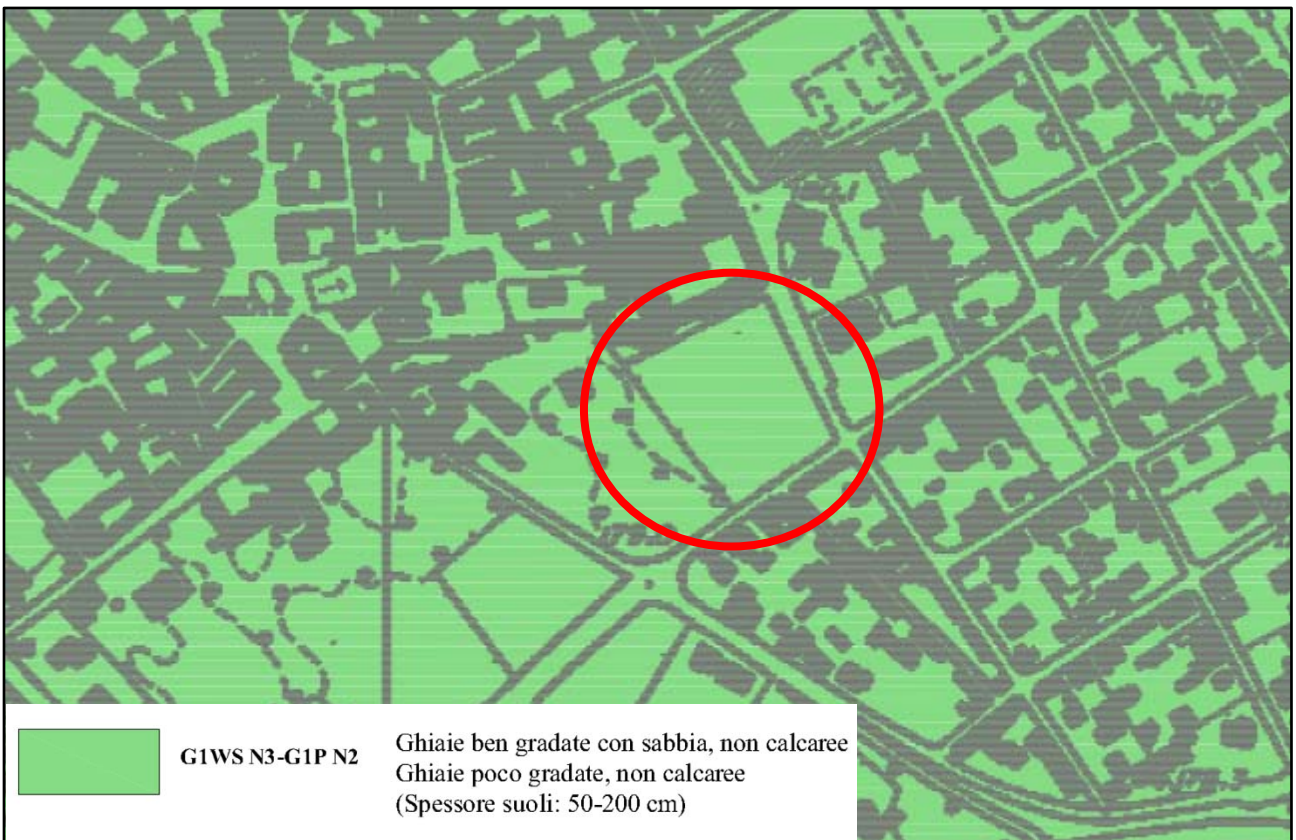 G1WS N3-G1P N2
Ghiaie ben gradate con sabbia, non calcaree
Ghiaie poco gradate, non calcaree
(Spessore suoli: 50-200 cm)